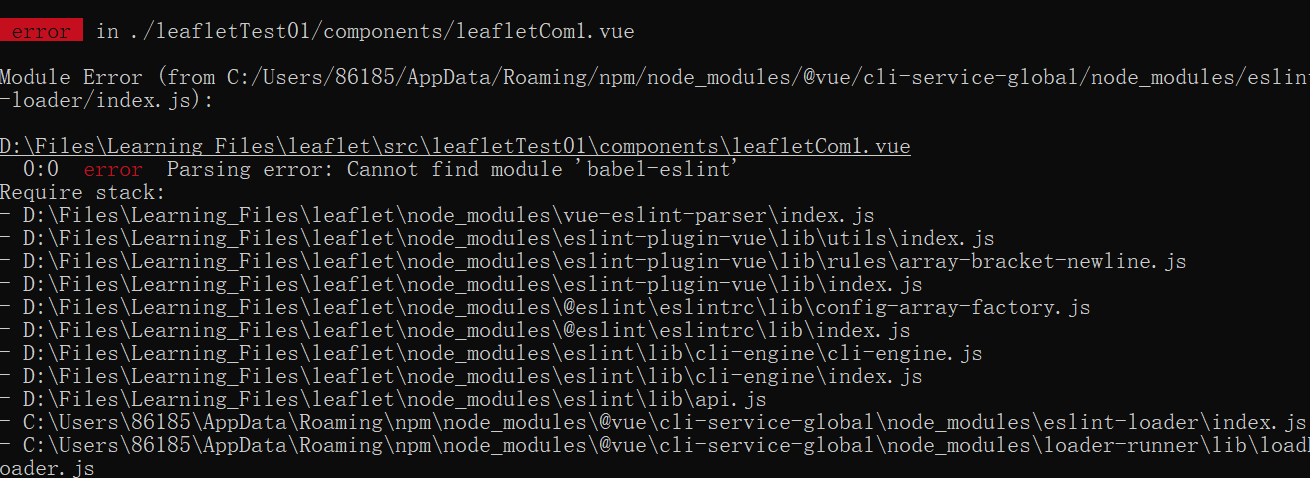 error in ./leafletTest01/components/leafletCom1.vue
Module Error (from C:/Users/86185/AppData/Roaming/npm/node_modules/@vue/cli-service-global/node_modules/eslint
-loader/index.js):
D:\Files\Learning_Files\leaflet\src\leafletTest01\components\leafletCom1.vue
0:0 error Parsing error: Cannot find module 'babel-eslint'
Require stack:
- D:\Files\Learning_Files\leaflet\node_modules\vue-eslint-parser\index.js
- D:\Files\Learning_Files\leaflet\node_modules\eslint-plugin-vue\lib\utils\index.js
- D:\Files\Learning_Files\leaflet\node_modules\eslint-plugin-vue\lib\rules\array-bracket-newline.js
- D:\Files\Learning_Files\leaflet\node_modules\eslint-plugin-vue\lib\index.js
- D:\Files\Learning_Files\leaflet\node_modules\@eslint\eslintrc\lib\config-array-factory.js
- D:\Files\Learning_Files\leaflet\node_modules\@eslint\eslintrc\lib\index.js
- D:\Files\Learning_Files\leaflet\node_modules\eslint\lib\cli-engine\cli-engine.js
- D:\Files\Learning_Files\leaflet\node_modules\eslint\lib\cli-engine\index.js
- D:\Files\Learning_Files\leaflet\node_modules\eslint\lib\api.js
- C:\Users\86185\AppData\Roaming\npm\node_modules\@vue\cli-service-global\node_modules\eslint-loader\index.js
- C:\Users\86185\AppData\Roaming\npm\node_modules\@vue\cli-service-global\node_modules\loader-runner\lib\loadL
oader.js